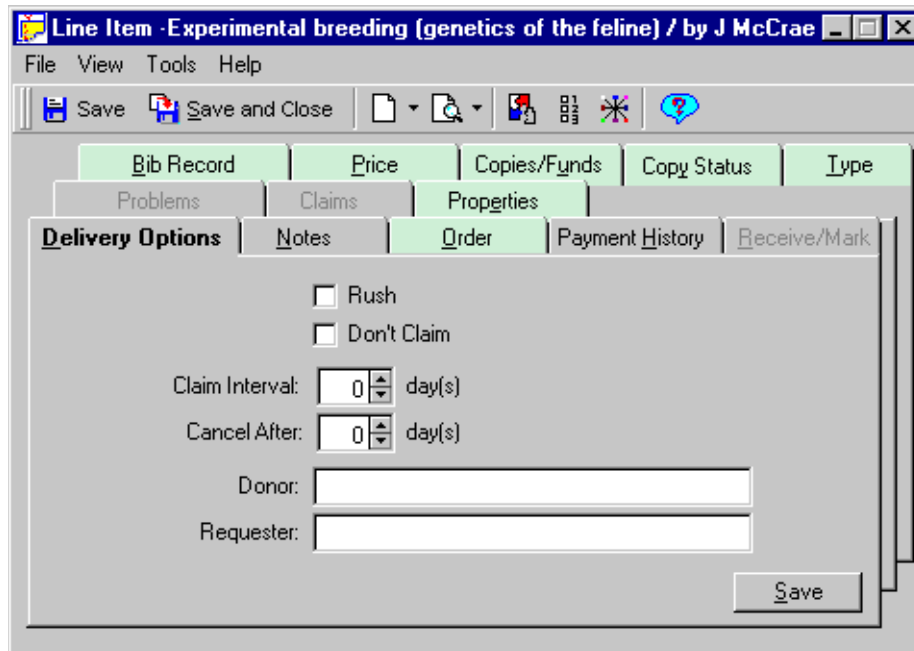 Line Item -Experimental breeding (genetics of the feline) / by J McCrae
File View Tools Help
Save Save and Close
Bib Record Price Copies/Funds Copy Status Type
Problems Claims Properties
Delivery Options Notes Order Payment History Receive/Mark
Rush
Don't Claim
Claim Interval: 0 day(s)
Cancel After: 0 day(s)
Donor:
Requester:
Save